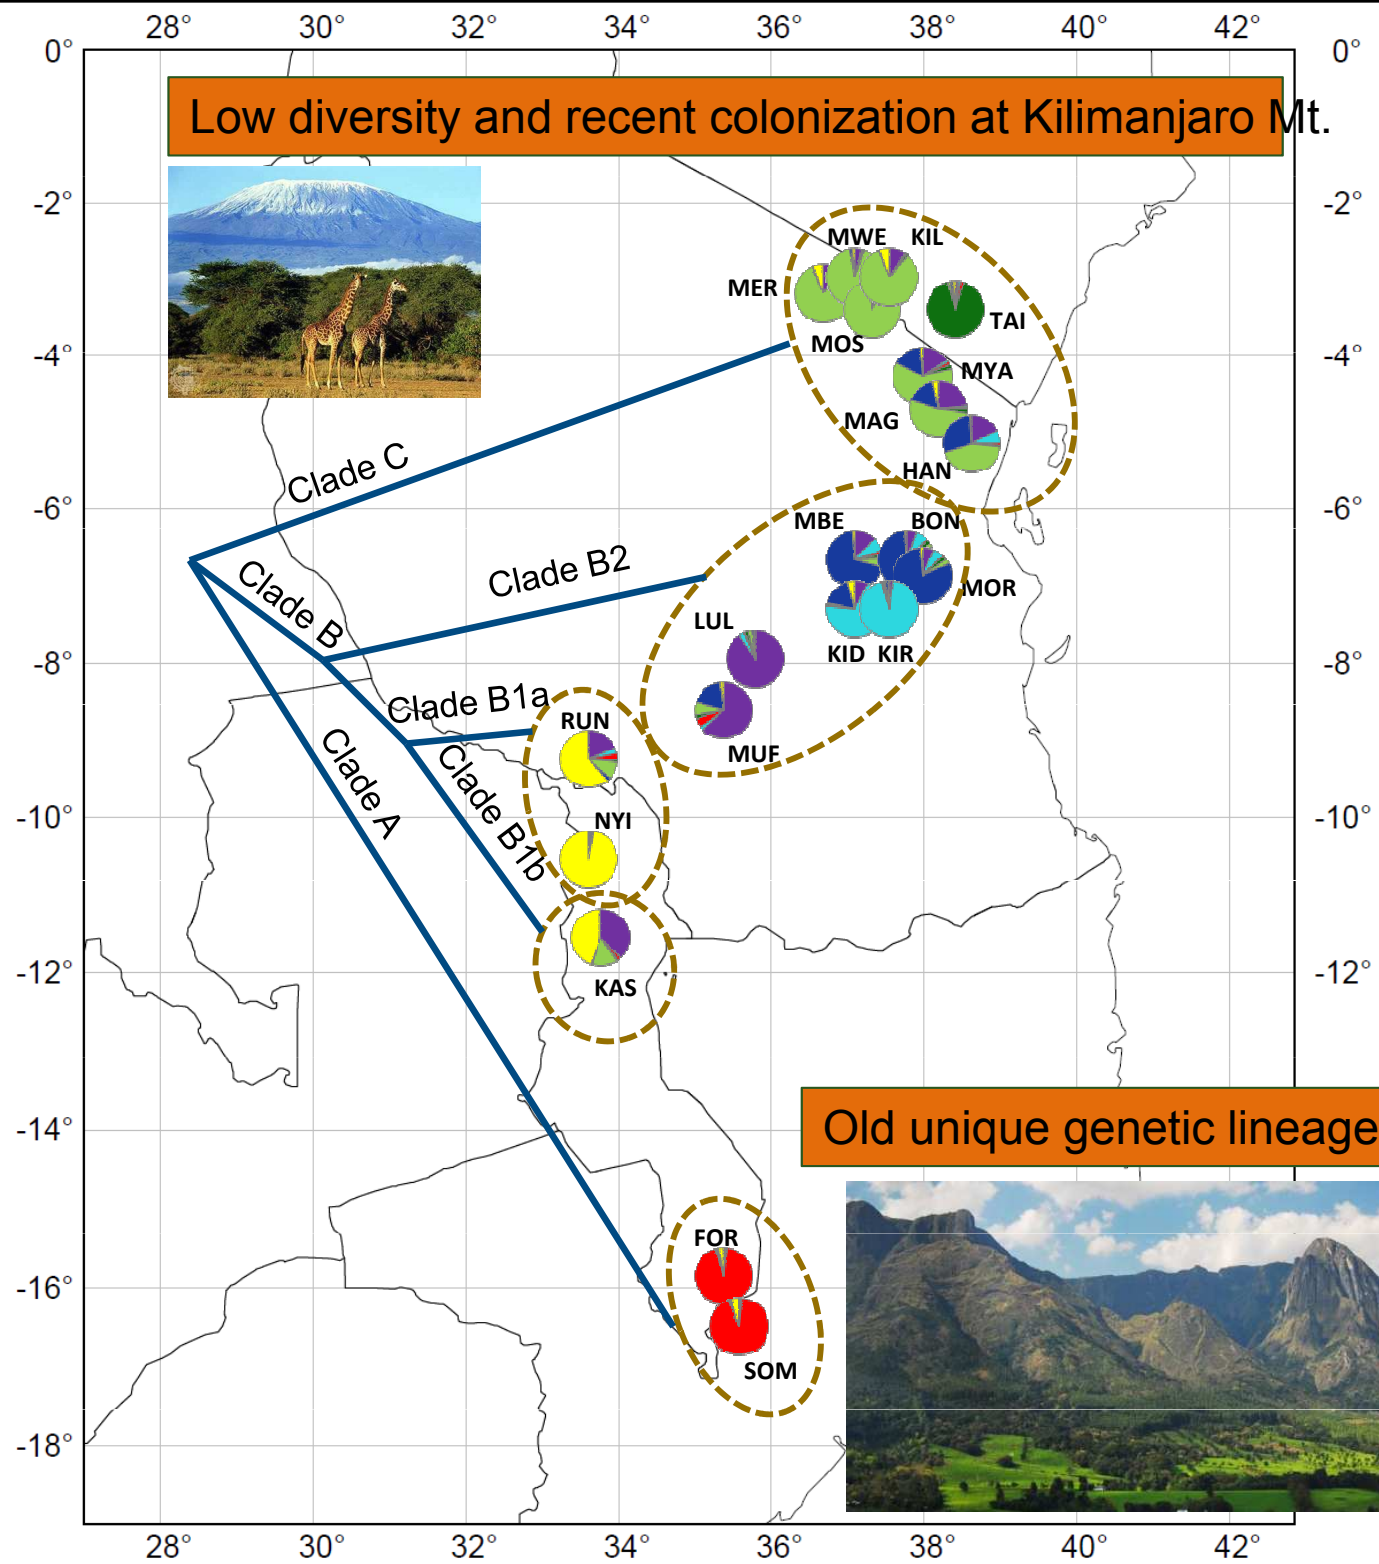 28° 30° 32° 34° 36° 38° 40° 42°
0° 0°
Low diversity and recent colonization at Kilimanjaro Mt.
-2° -2°
MWE KIL
MER
TAI
MOS
-4° -4°
MYA
MAG
Clade C
HAN
-6° -6°
MBE BON
Clade B2
Clade B
MOR
LUL
KID KIR
-8° -8°
Clade B1a
RUN
MUF
Clade A
Clade B1b
-10° NYI -10°
-12° -12°
KAS
Old unique genetic lineage
-14°
FOR
-16°
SOM
-18°
28° 30° 32° 34° 36° 38° 40° 42°